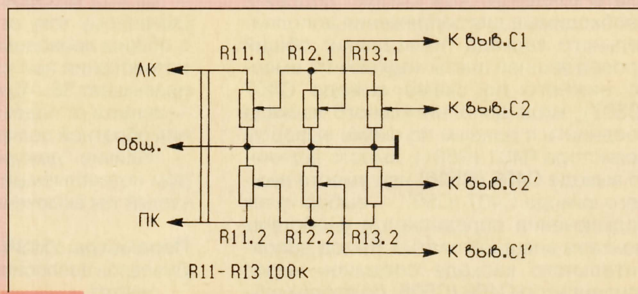 R11.1 R12.1 R13.1
К выв.С1
ЛК
К выв.С2
Общ.
К выв.С2'
ПК
R11.2 R12.2 R13.2
К выв.С1'
R11-R13 100к